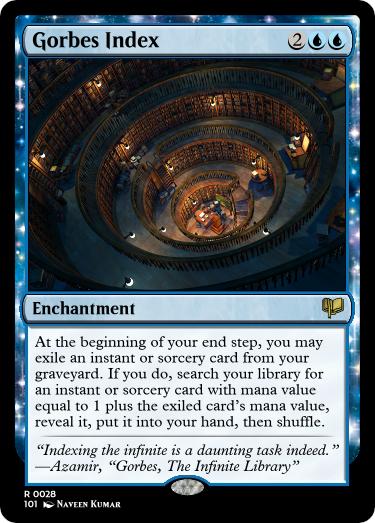 Gorbes Index 2
Enchantment
At the beginning of your end step, you may
exile an instant or sorcery card from your
graveyard. If you do, search your library for
an instant or sorcery card with mana value
equal to 1 plus the exiled card's mana value,
reveal it, put it into your hand, then shuffle.
“Indexing the infinite is a daunting task indeed.”
—Azamir, “Gorbes, The Infinite Library”
R 0028
101 Naveen Kumar